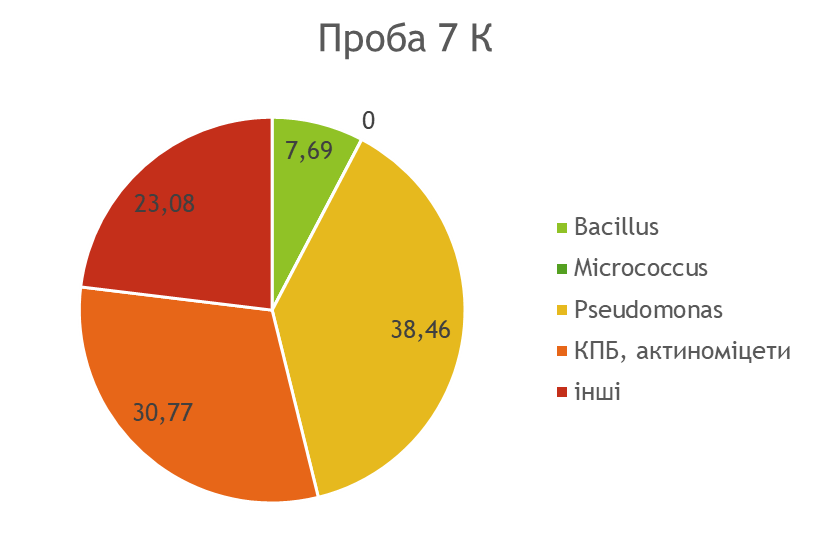 Проба 7 К
0
7,69
23,08
38,46
30,77
Bacillus
Micrococcus
Pseudomonas
КПБ, актиноміцети
інші